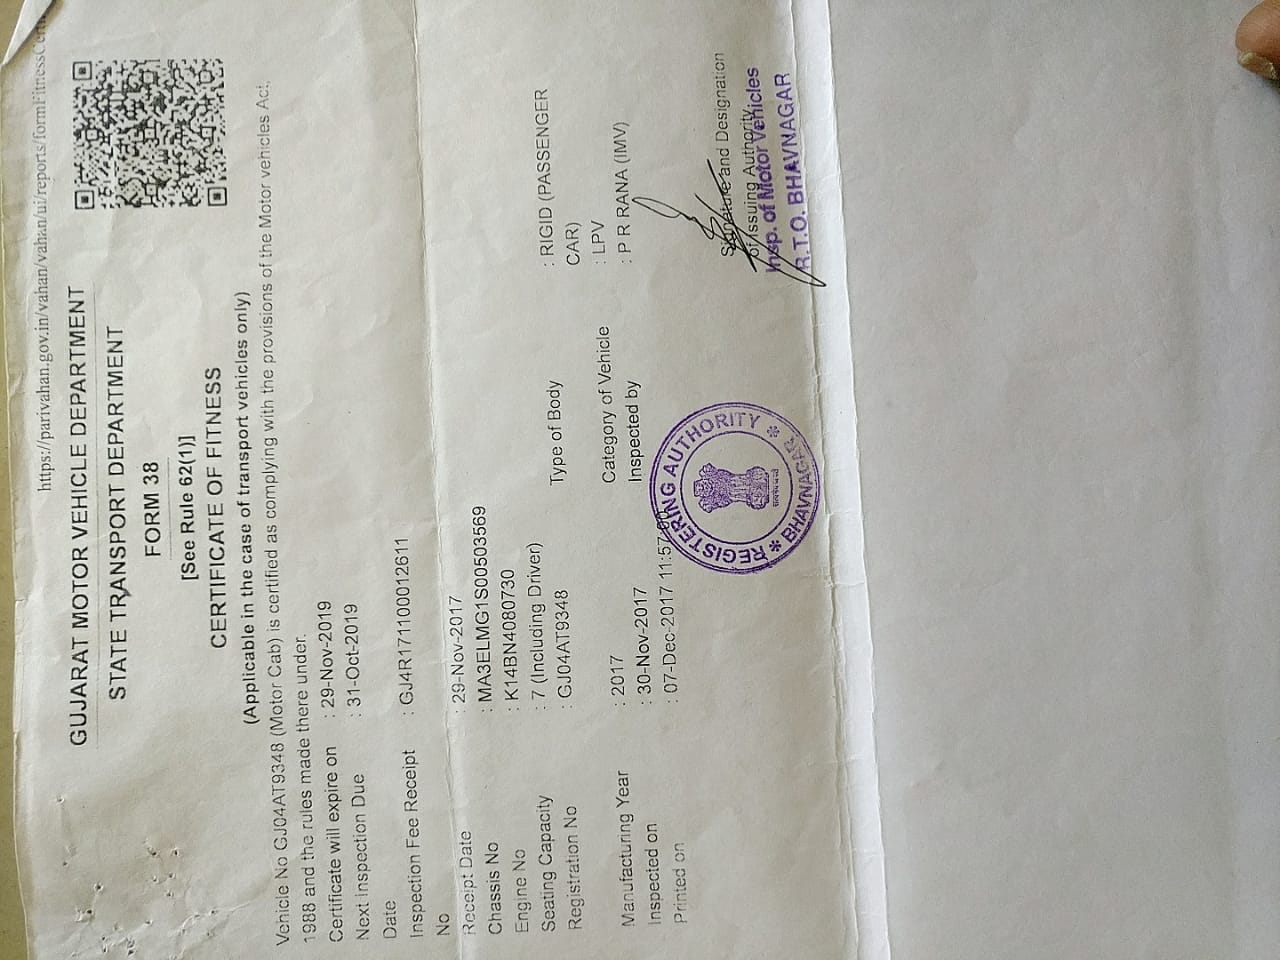 https://parivahan.gov.in/vahan/vahan/ui/reports/formFitnessCer
GUJARAT MOTOR VEHICLE DEPARTMENT
STATE TRANSPORT DEPARTMENT
FORM 38
[See Rule 62(1)]
CERTIFICATE OF FITNESS
(Applicable in the case of transport vehicles only)
Vehicle No GJ04AT9348 (Motor Cab) is certified as complying with the provisions of the Motor vehicles Act,
1988 and the rules made there under.
Certificate will expire on : 29-Nov-2019
Next Inspection Due : 31-Oct-2019
Date
Inspection Fee Receipt : GJ4R171100012611
No
Receipt Date : 29-Nov-2017
Chassis No : MA3ELMG1S00503569
Engine No : K14BN4080730
Seating Capacity : 7 (Including Driver) Type of Body : RIGID (PASSENGER
Registration No : GJ04AT9348 CAR)
Category of Vehicle : LPV
Manufacturing Year : 2017 Inspected by : P R RANA (IMV)
Inspected on : 30-Nov-2017
Printed on : 07-Dec-2017 11:57
Signature and Designation
of Issuing Authority
Insp. of Motor Vehicles
R.T.O. BHAVNAGAR
REGISTERING AUTHORITY
* BHAVNAGAR *
सत्यमेव जयते